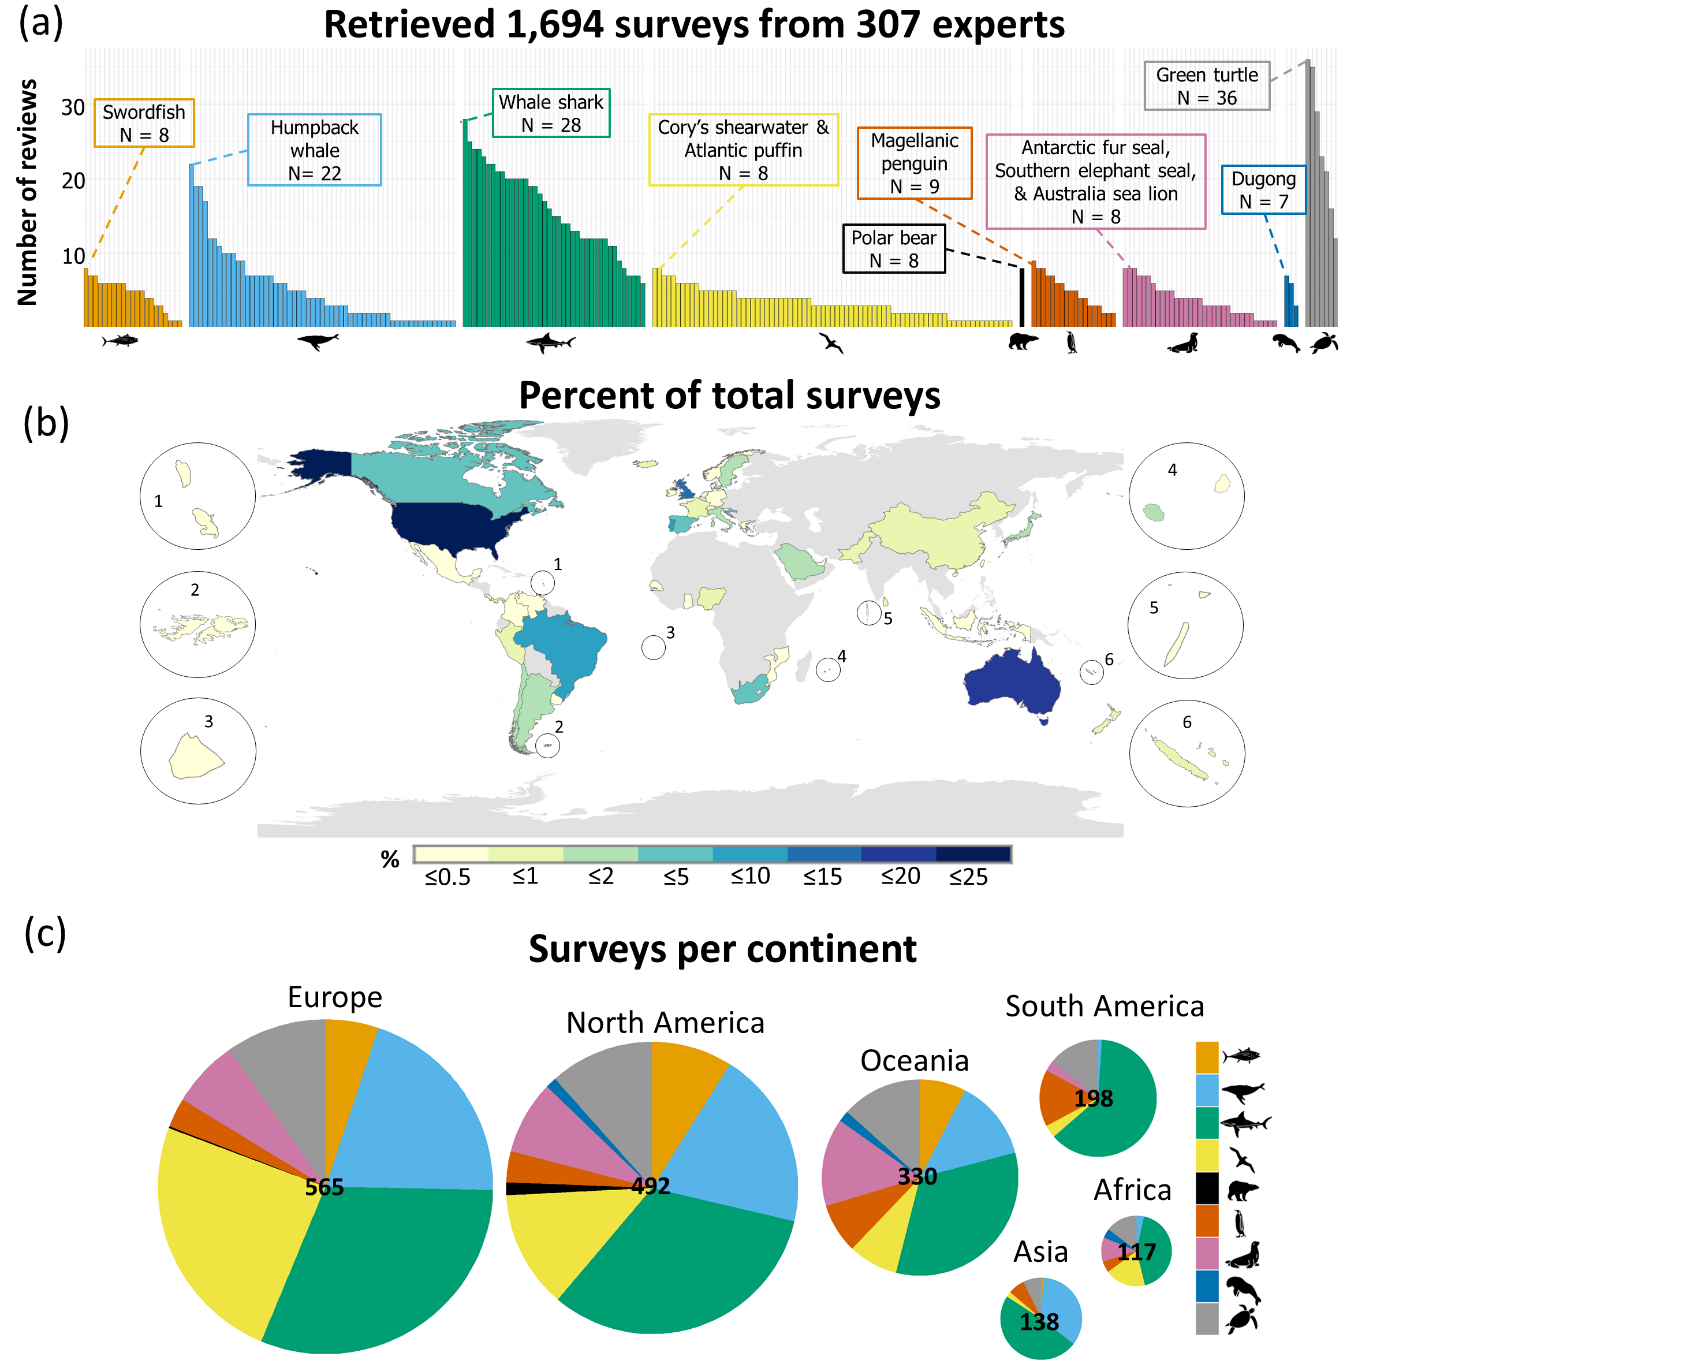 (a)
Retrieved 1,694 surveys from 307 experts
Number of reviews
30
20
10
Swordfish
N = 8
Humpback
whale
N= 22
Whale shark
N = 28
Cory's shearwater &
Atlantic puffin
N = 8
Magellanic
penguin
N = 9
Polar bear
N = 8
Antarctic fur seal,
Southern elephant seal,
& Australia sea lion
N = 8
Dugong
N = 7
Green turtle
N = 36
(b)
Percent of total surveys
1
2
3
1
2
3
4
5
6
4
5
6
%
≤0.5
≤1
≤2
≤5
≤10
≤15
≤20
≤25
(c)
Surveys per continent
Europe
565
North America
492
Oceania
330
South America
198
Africa
117
Asia
138